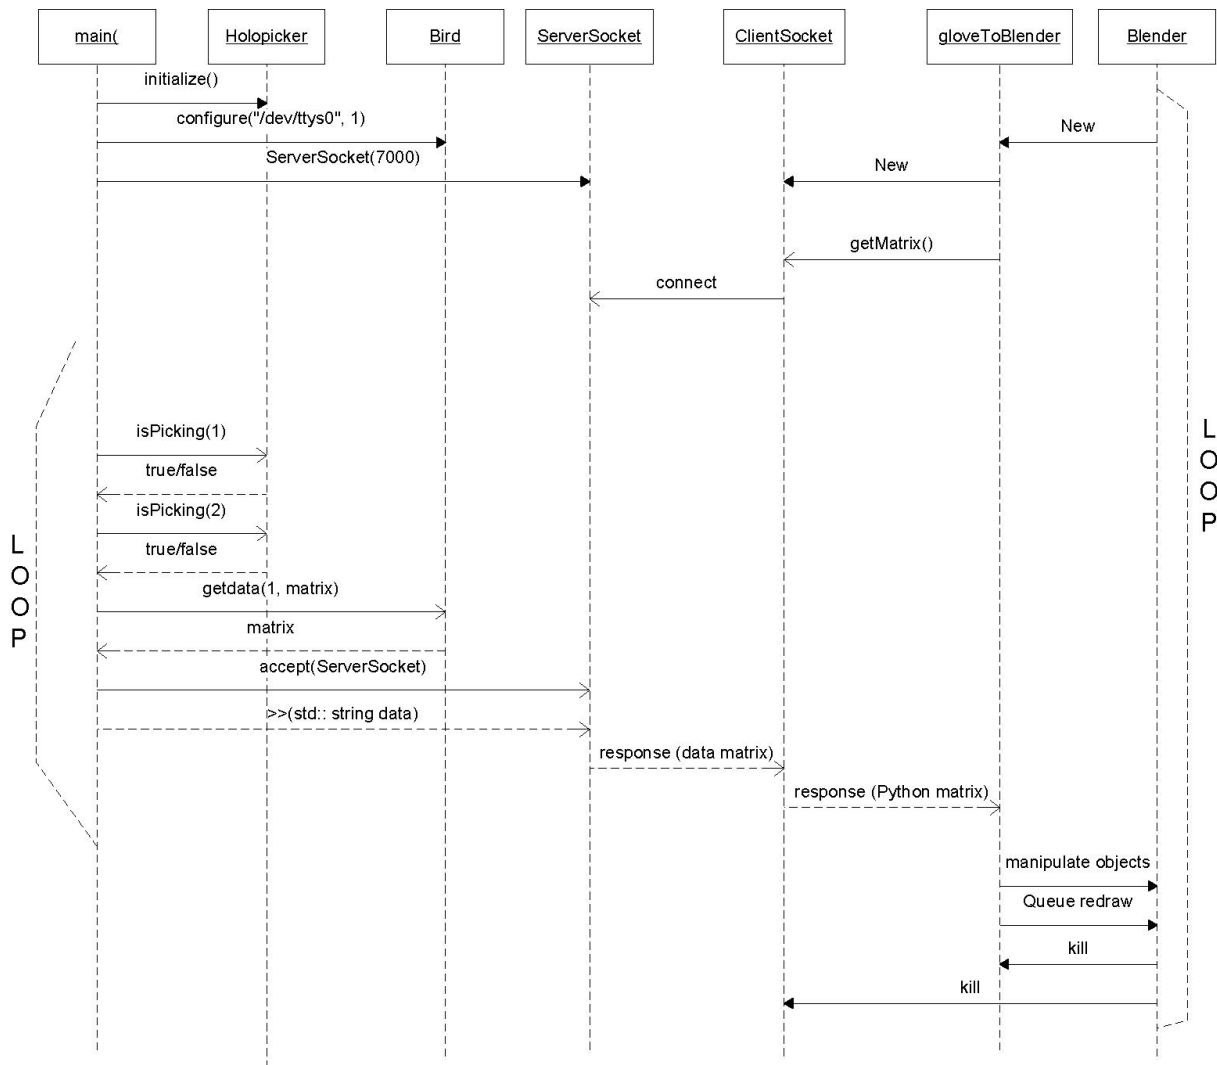 main(
Holopicker
Bird
ServerSocket
ClientSocket
gloveToBlender
Blender
initialize()
configure("/dev/ttys0", 1)
New
ServerSocket(7000)
New
getMatrix()
connect
isPicking(1)
true/false
isPicking(2)
true/false
getdata(1, matrix)
matrix
accept(ServerSocket)
>>(std:: string data)
response (data matrix)
response (Python matrix)
manipulate objects
Queue redraw
kill
kill
L
O
O
P
L
O
O
P